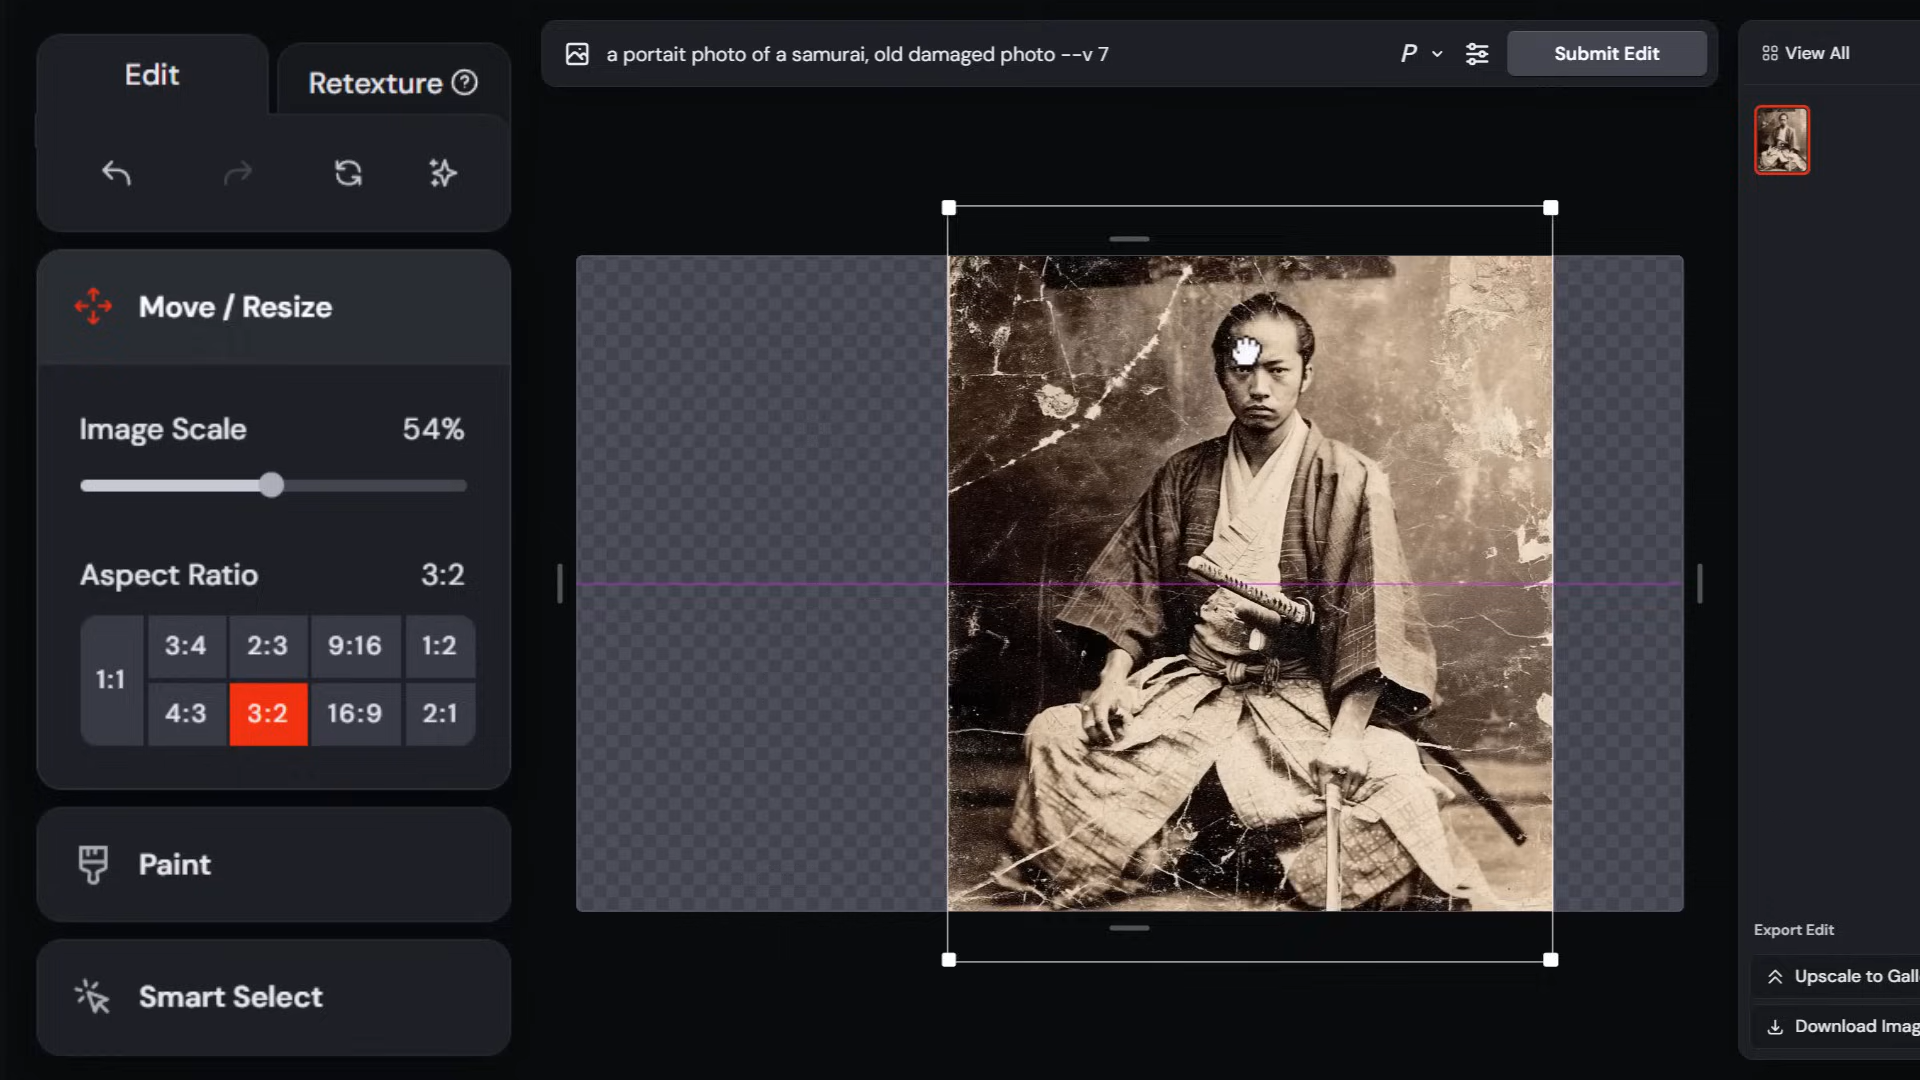 Edit
Retexture
a portait photo of a samurai, old damaged photo --v 7
P
Submit Edit
View All
Move / Resize
Image Scale 54%
Aspect Ratio 3:2
1:1
3:4 2:3 9:16 1:2
4:3 3:2 16:9 2:1
Paint
Smart Select
Export Edit
Upscale to Gall
Download Imag